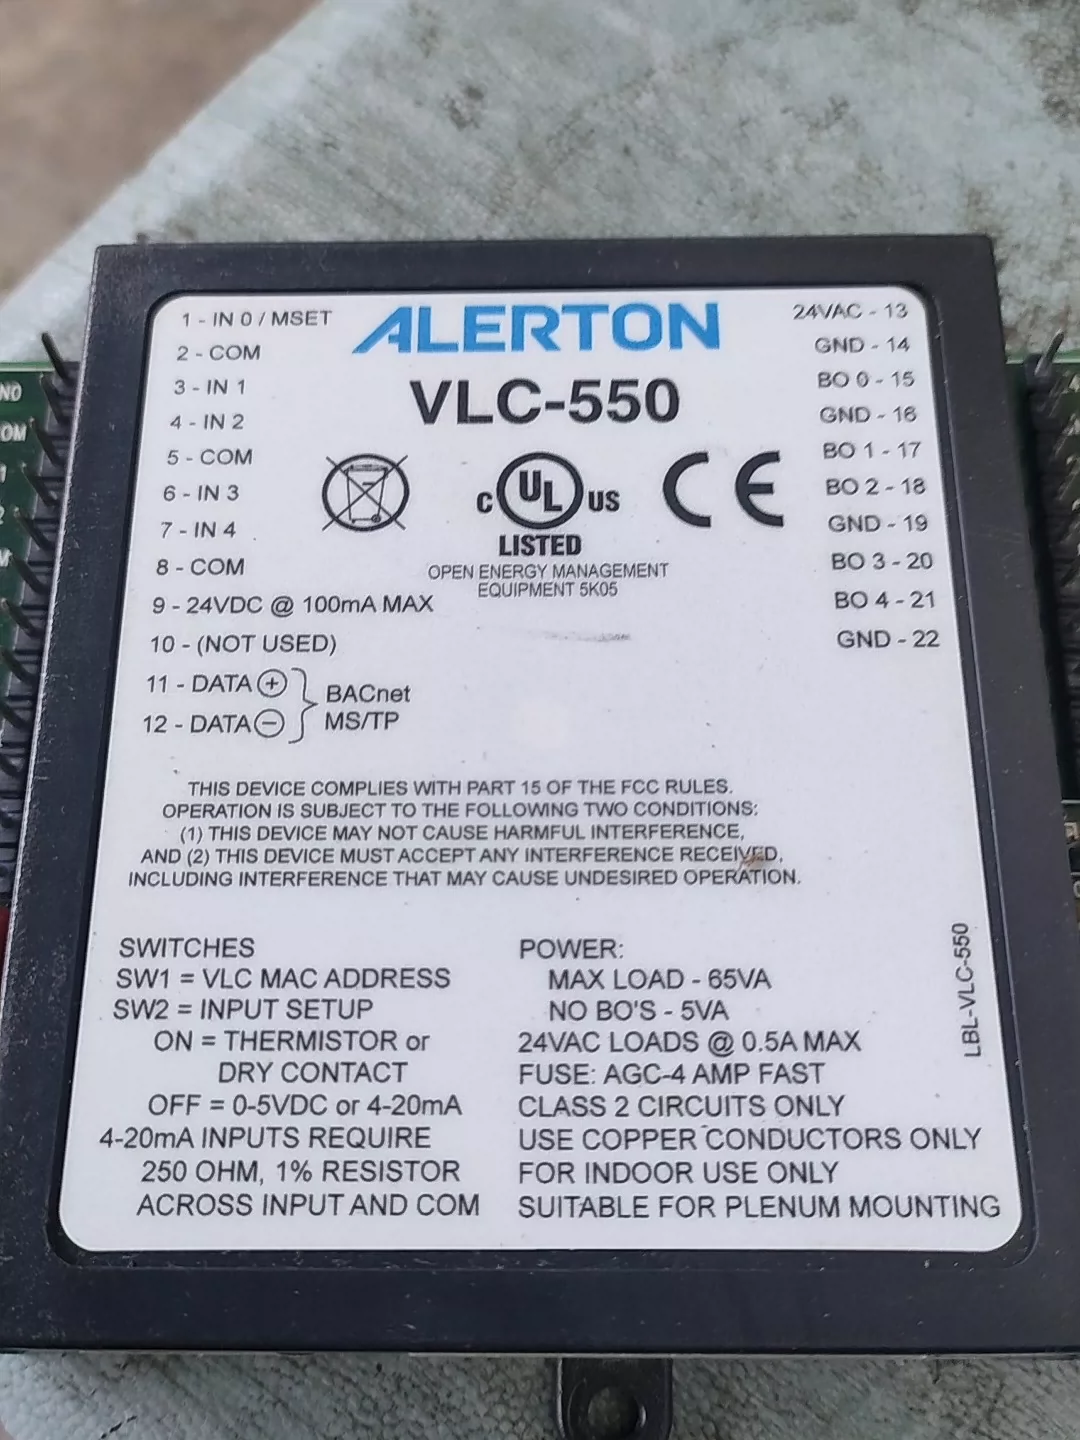 ALERTON
VLC-550
1 - IN 0 / MSET
2 - COM
3 - IN 1
4 - IN 2
5 - COM
6 - IN 3
7 - IN 4
8 - COM
9 - 24VDC @ 100mA MAX
10 - (NOT USED)
11 - DATA +
12 - DATA -
BACnet
MS/TP
C UL US
LISTED
OPEN ENERGY MANAGEMENT
EQUIPMENT 5K05
CE
24VAC - 13
GND - 14
BO 0 - 15
GND - 16
BO 1 - 17
BO 2 - 18
GND - 19
BO 3 - 20
BO 4 - 21
GND - 22
THIS DEVICE COMPLIES WITH PART 15 OF THE FCC RULES.
OPERATION IS SUBJECT TO THE FOLLOWING TWO CONDITIONS:
(1) THIS DEVICE MAY NOT CAUSE HARMFUL INTERFERENCE,
AND (2) THIS DEVICE MUST ACCEPT ANY INTERFERENCE RECEIVED,
INCLUDING INTERFERENCE THAT MAY CAUSE UNDESIRED OPERATION.
SWITCHES
SW1 = VLC MAC ADDRESS
SW2 = INPUT SETUP
ON = THERMISTOR or
DRY CONTACT
OFF = 0-5VDC or 4-20mA
4-20mA INPUTS REQUIRE
250 OHM, 1% RESISTOR
ACROSS INPUT AND COM
POWER:
MAX LOAD - 65VA
NO BO'S - 5VA
24VAC LOADS @ 0.5A MAX
FUSE: AGC-4 AMP FAST
CLASS 2 CIRCUITS ONLY
USE COPPER CONDUCTORS ONLY
FOR INDOOR USE ONLY
SUITABLE FOR PLENUM MOUNTING
LBL-VLC-550